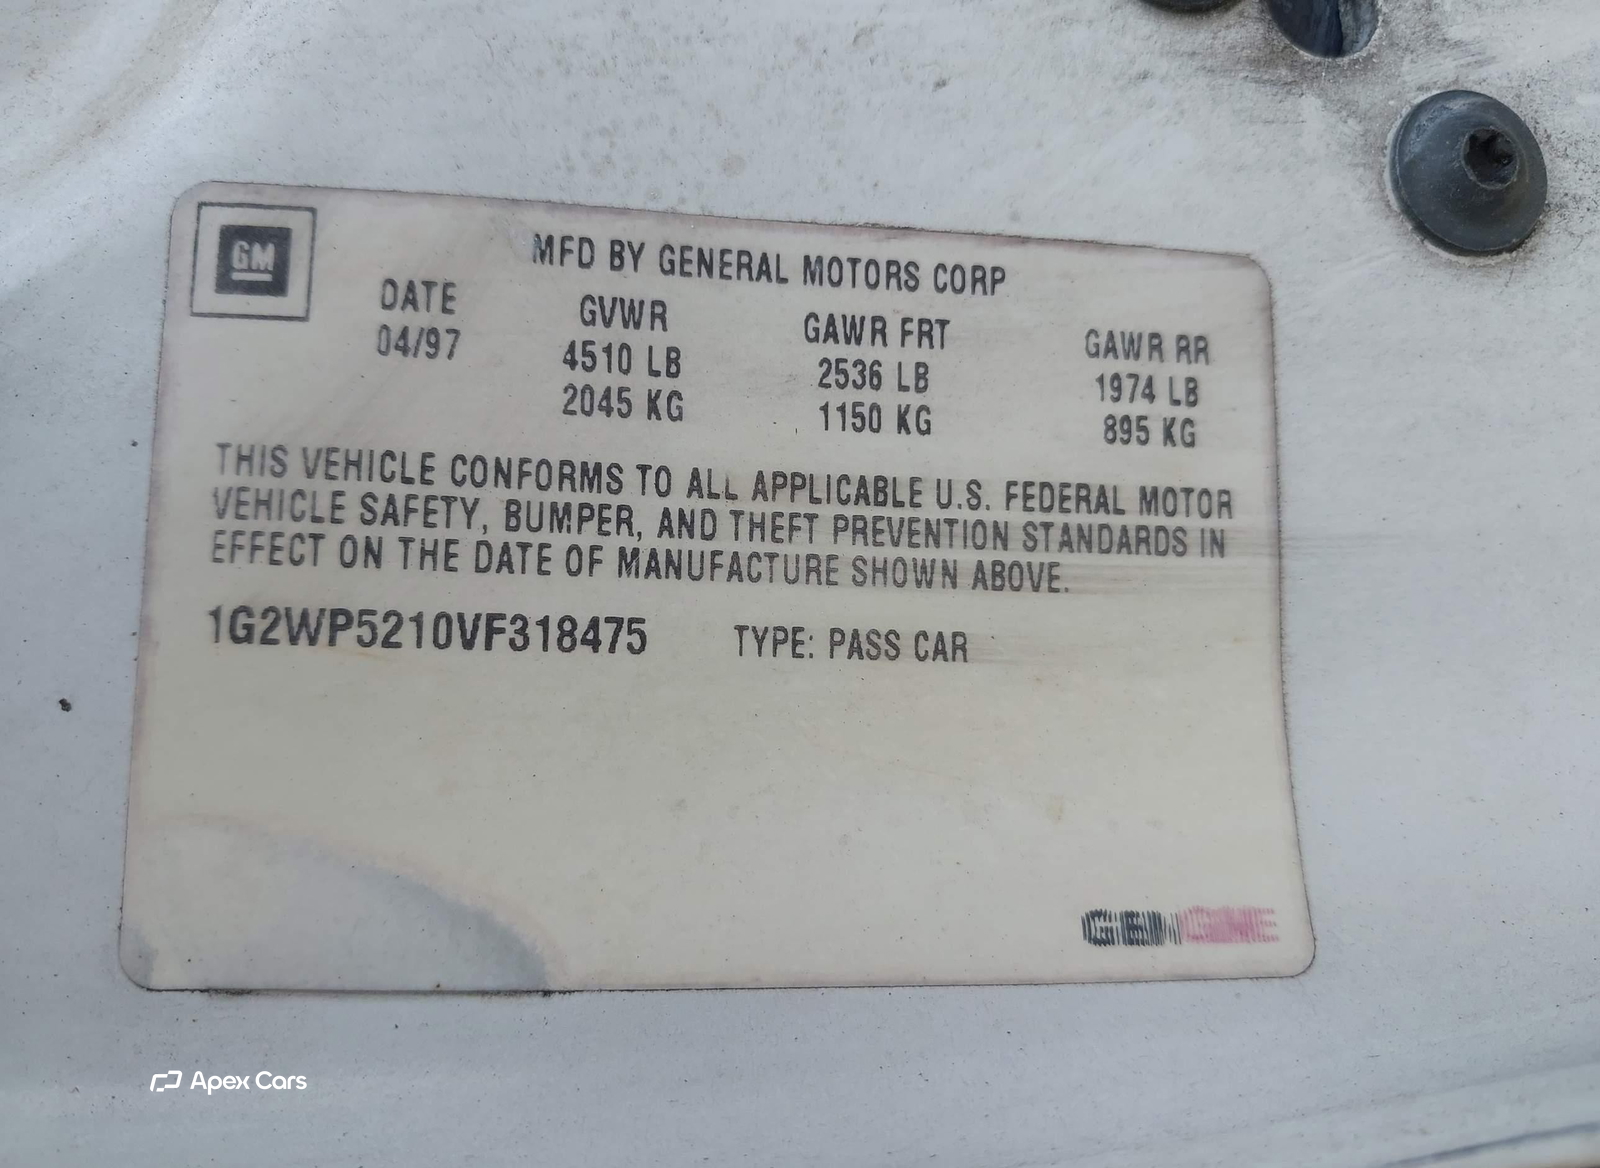 GM
MFD BY GENERAL MOTORS CORP
DATE GVWR GAWR FRT GAWR RR
04/97 4510 LB 2536 LB 1974 LB
2045 KG 1150 KG 895 KG
THIS VEHICLE CONFORMS TO ALL APPLICABLE U.S. FEDERAL MOTOR
VEHICLE SAFETY, BUMPER, AND THEFT PREVENTION STANDARDS IN
EFFECT ON THE DATE OF MANUFACTURE SHOWN ABOVE.
1G2WP5210VF318475 TYPE: PASS CAR
Apex Cars